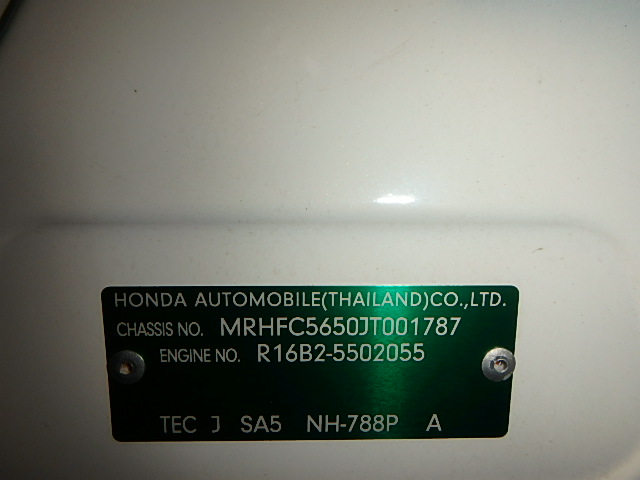 HONDA AUTOMOBILE(THAILAND)CO.,LTD.
CHASSIS NO. MRHFC5650JT001787
ENGINE NO. R16B2-5502055
TEC J SA5 NH-788P A